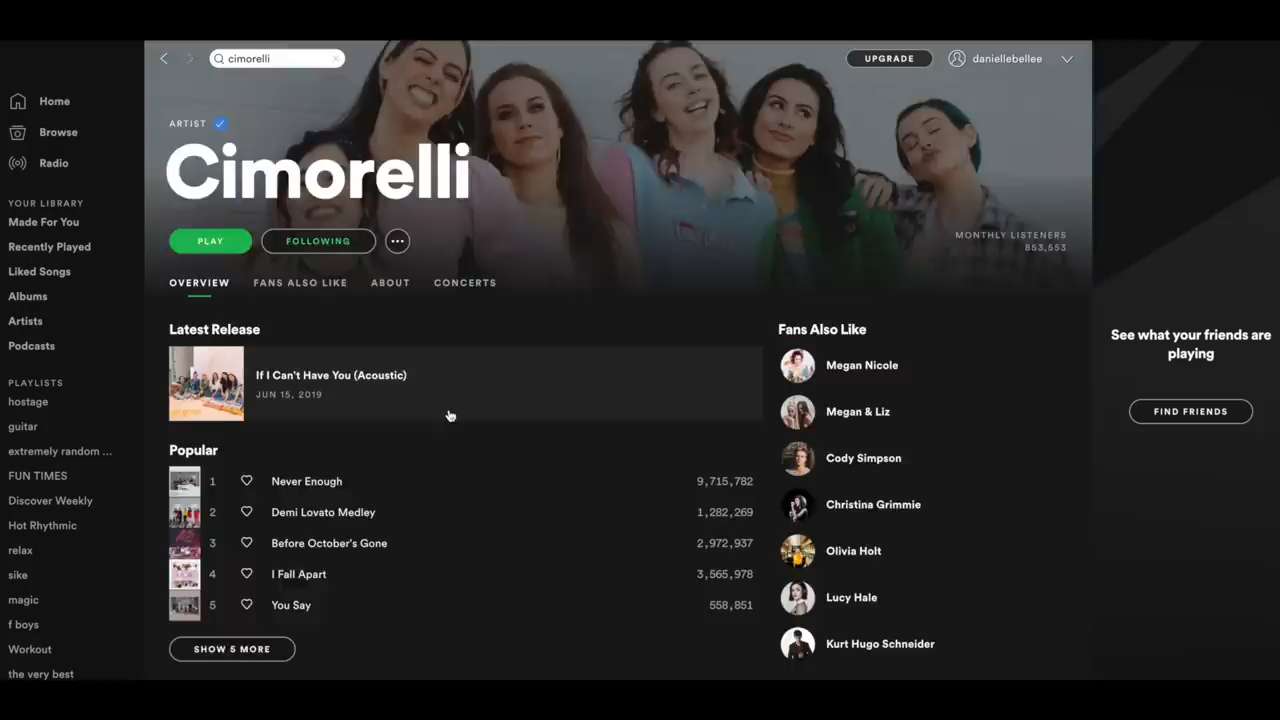 cimorelli
UPGRADE
daniellebellee
Home
Browse
Radio
YOUR LIBRARY
Made For You
Recently Played
Liked Songs
Albums
Artists
Podcasts
PLAYLISTS
hostage
guitar
extremely random ...
FUN TIMES
Discover Weekly
Hot Rhythmic
relax
sike
magic
f boys
Workout
the very best
ARTIST
Cimorelli
PLAY
FOLLOWING
MONTHLY LISTENERS
853,553
OVERVIEW FANS ALSO LIKE ABOUT CONCERTS
Latest Release
If I Can't Have You (Acoustic)
JUN 15, 2019
Popular
1 Never Enough 9,715,782
2 Demi Lovato Medley 1,282,269
3 Before October's Gone 2,972,937
4 I Fall Apart 3,565,978
5 You Say 558,851
SHOW 5 MORE
Fans Also Like
Megan Nicole
Megan & Liz
Cody Simpson
Christina Grimmie
Olivia Holt
Lucy Hale
Kurt Hugo Schneider
See what your friends are
playing
FIND FRIENDS